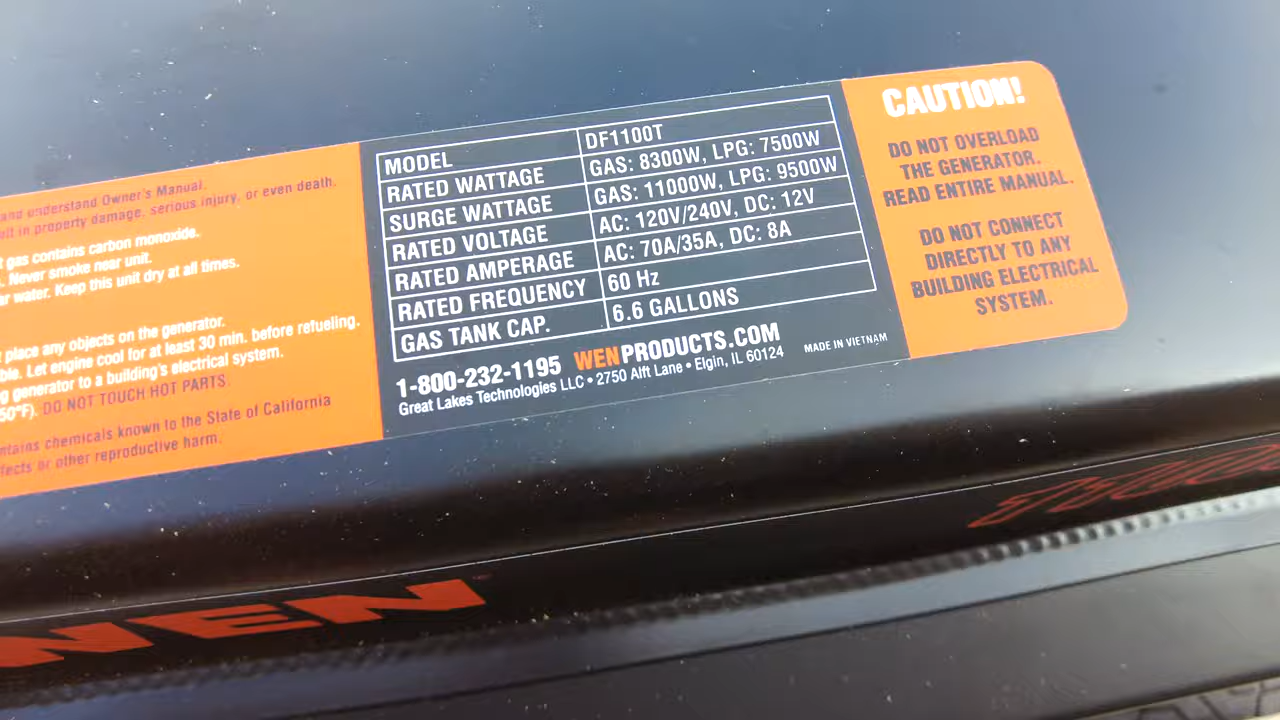 and understand Owner's Manual.
in property damage, serious injury, or even death.
gas contains carbon monoxide.
Never smoke near unit.
water. Keep this unit dry at all times.
place any objects on the generator.
Let engine cool for at least 30 min. before refueling.
generator to a building's electrical system.
DO NOT TOUCH HOT PARTS.
chemicals known to the State of California
or other reproductive harm.
MODEL DF1100T
RATED WATTAGE GAS: 8300W, LPG: 7500W
SURGE WATTAGE GAS: 11000W, LPG: 9500W
RATED VOLTAGE AC: 120V/240V, DC: 12V
RATED AMPERAGE AC: 70A/35A, DC: 8A
RATED FREQUENCY 60 Hz
GAS TANK CAP. 6.6 GALLONS
1-800-232-1195 WENPRODUCTS.COM
Great Lakes Technologies LLC • 2750 Alft Lane • Elgin, IL 60124
MADE IN VIETNAM
CAUTION!
DO NOT OVERLOAD
THE GENERATOR.
READ ENTIRE MANUAL.
DO NOT CONNECT
DIRECTLY TO ANY
BUILDING ELECTRICAL
SYSTEM.
WEN